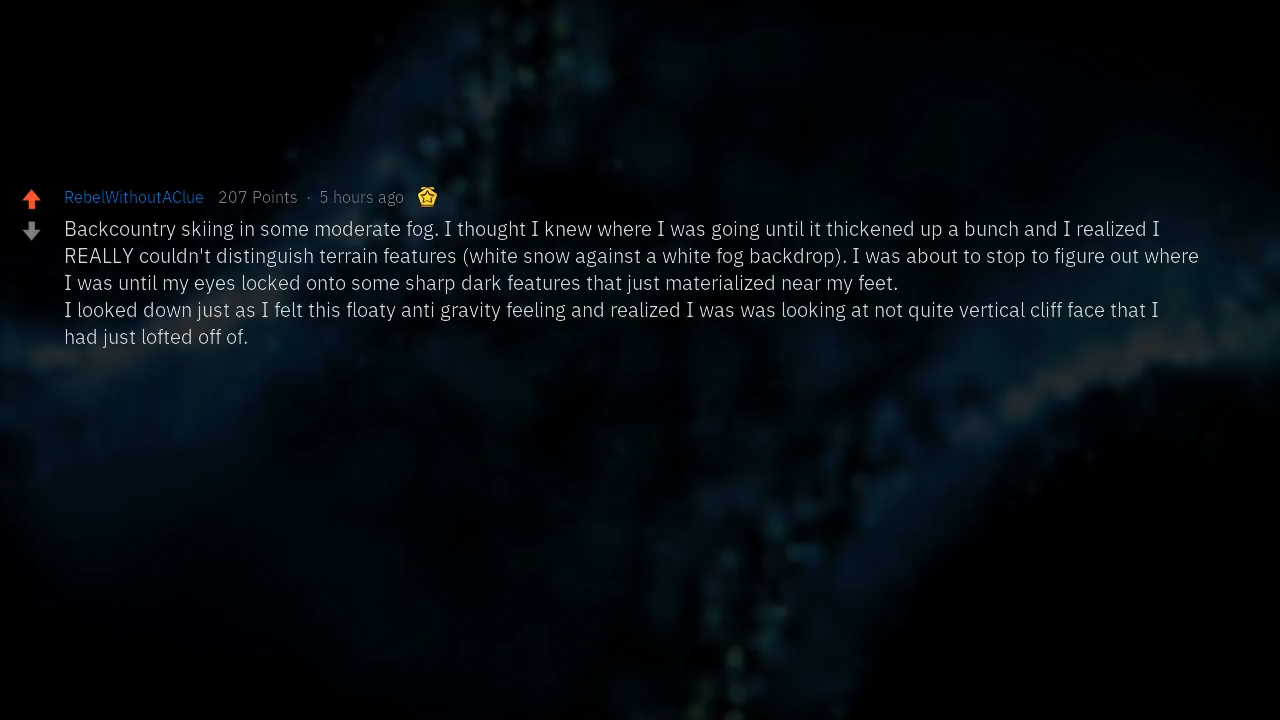 RebelWithoutAClue 207 Points · 5 hours ago
Backcountry skiing in some moderate fog. I thought I knew where I was going until it thickened up a bunch and I realized I
REALLY couldn't distinguish terrain features (white snow against a white fog backdrop). I was about to stop to figure out where
I was until my eyes locked onto some sharp dark features that just materialized near my feet.
I looked down just as I felt this floaty anti gravity feeling and realized I was was looking at not quite vertical cliff face that I
had just lofted off of.